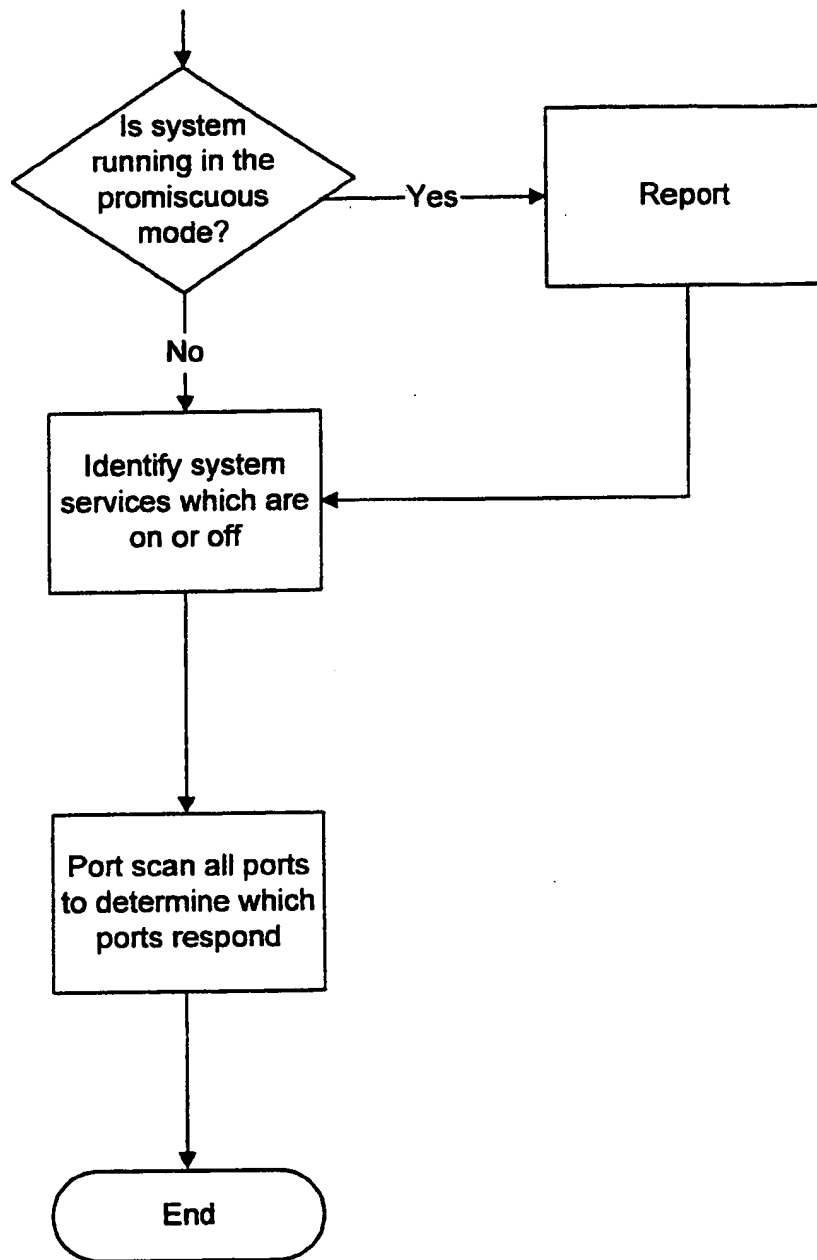 Is system
running in the
promiscuous
mode?
Yes
Report
No
Identify system
services which are
on or off
Port scan all ports
to determine which
ports respond
End